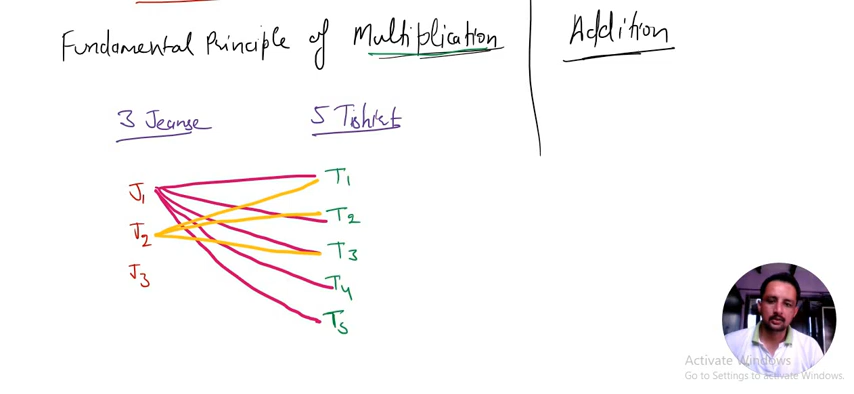 Fundamental Principle of Multiplication
Addition
3 Jeanse
5 Tishirt
J1
J2
J3
T1
T2
T3
T4
T5
Activate Windows
Go to Settings to activate Windows.